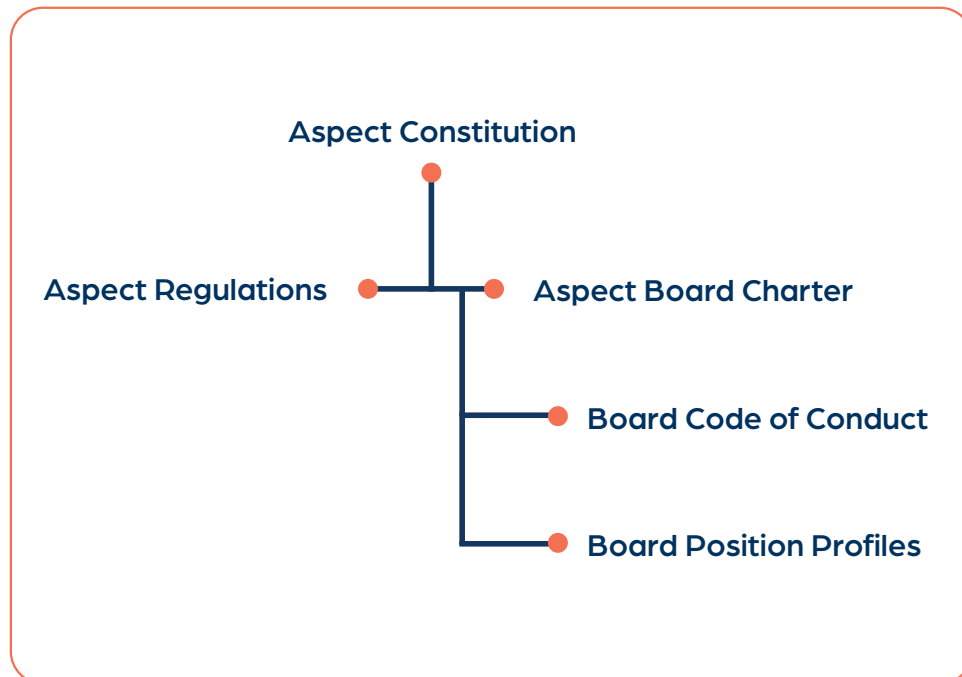 Aspect Constitution
Aspect Regulations
Aspect Board Charter
Board Code of Conduct
Board Position Profiles